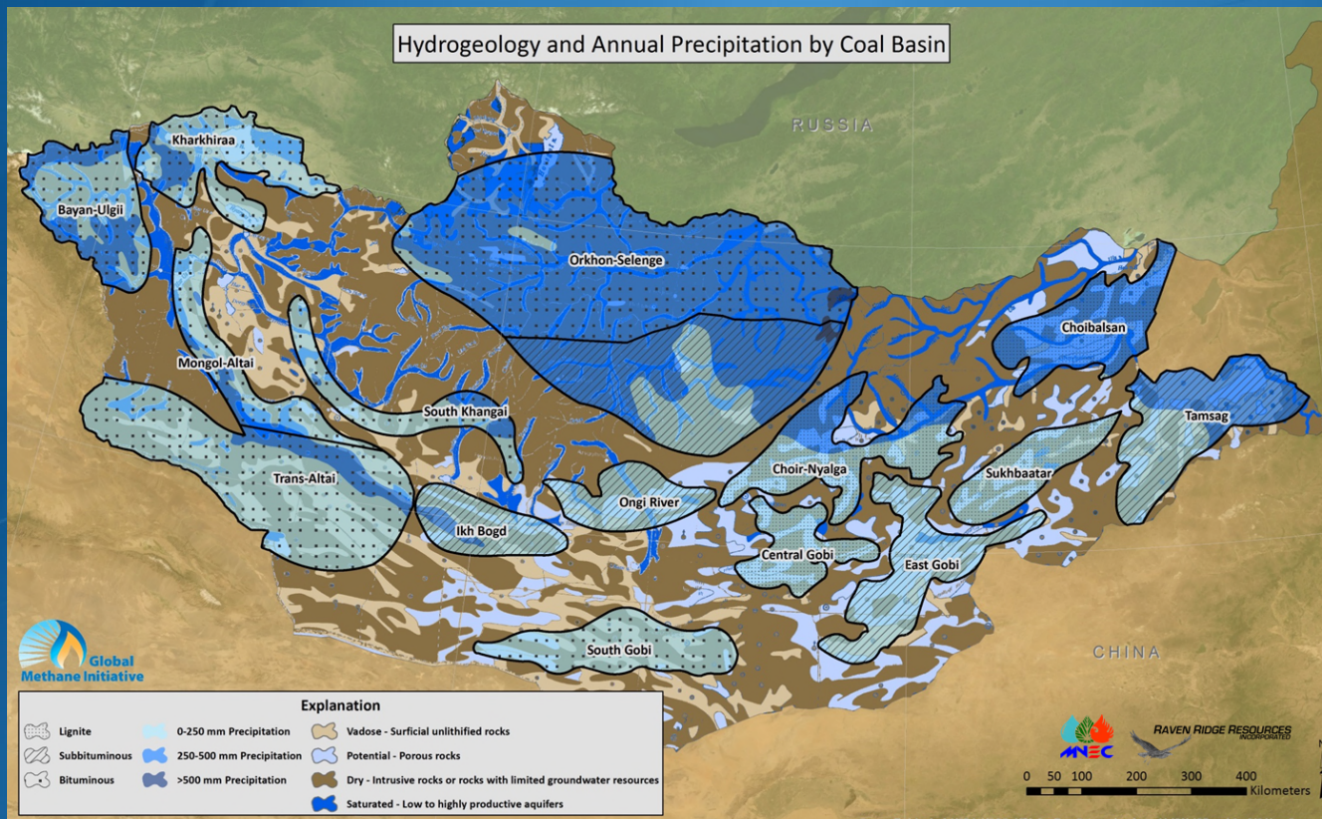 Hydrogeology and Annual Precipitation by Coal Basin
RUSSIA
Kharkhiraa
Bayan-Ulgii
Orkhon-Selenge
Choibalsan
Mongol-Altai
South Khangai
Tamsag
Trans-Altai
Choir-Nyalga
Sukhbaatar
Ongi River
Ikh Bogd
Central Gobi
East Gobi
South Gobi
CHINA
Global
Methane Initiative
Explanation
Lignite
Subbituminous
Bituminous
0-250 mm Precipitation
250-500 mm Precipitation
>500 mm Precipitation
Vadose - Surficial unlithified rocks
Potential - Porous rocks
Dry - Intrusive rocks or rocks with limited groundwater resources
Saturated - Low to highly productive aquifers
MNEC
RAVEN RIDGE RESOURCES
INCORPORATED
0 50 100 200 300 400
Kilometers